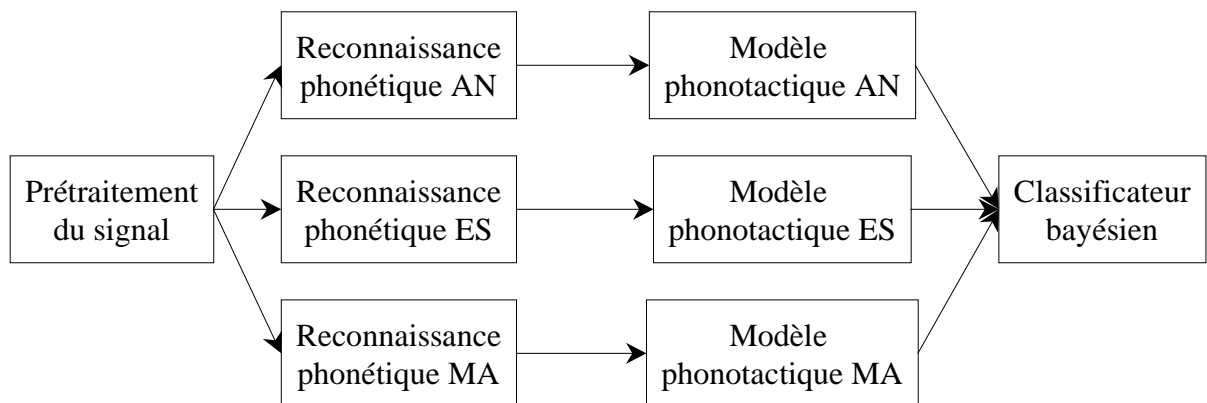 Prétraitement
du signal
Reconnaissance
phonétique AN
Modèle
phonotactique AN
Reconnaissance
phonétique ES
Modèle
phonotactique ES
Reconnaissance
phonétique MA
Modèle
phonotactique MA
Classificateur
bayésien